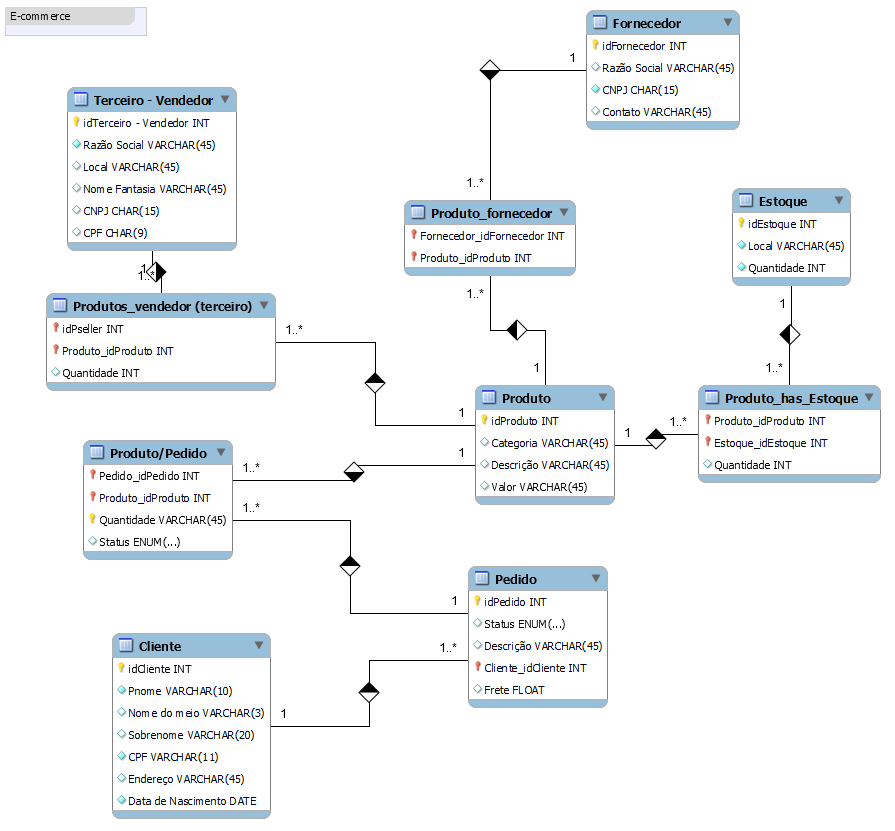 E-commerce
Fornecedor
idFornecedor INT
Razão Social VARCHAR(45)
CNPJ CHAR(15)
Contato VARCHAR(45)
1
1..*
Terceiro - Vendedor
idTerceiro - Vendedor INT
Razão Social VARCHAR(45)
Local VARCHAR(45)
Nome Fantasia VARCHAR(45)
CNPJ CHAR(15)
CPF CHAR(9)
1
1..*
Produto_fornecedor
Fornecedor_idFornecedor INT
Produto_idProduto INT
1..*
1
Estoque
idEstoque INT
Local VARCHAR(45)
Quantidade INT
1
1..*
Produtos_vendedor (terceiro)
idPseller INT
Produto_idProduto INT
Quantidade INT
1..*
1
Produto
idProduto INT
Categoria VARCHAR(45)
Descrição VARCHAR(45)
Valor VARCHAR(45)
1
1..*
Produto_has_Estoque
Produto_idProduto INT
Estoque_idEstoque INT
Quantidade INT
Produto/Pedido
Pedido_idPedido INT
Produto_idProduto INT
Quantidade VARCHAR(45)
Status ENUM(...)
1..*
1
1..*
1
Pedido
idPedido INT
Status ENUM(...)
Descrição VARCHAR(45)
Cliente_idCliente INT
Frete FLOAT
1..*
1
Cliente
idCliente INT
Pnome VARCHAR(10)
Nome do meio VARCHAR(3)
Sobrenome VARCHAR(20)
CPF VARCHAR(11)
Endereço VARCHAR(45)
Data de Nascimento DATE